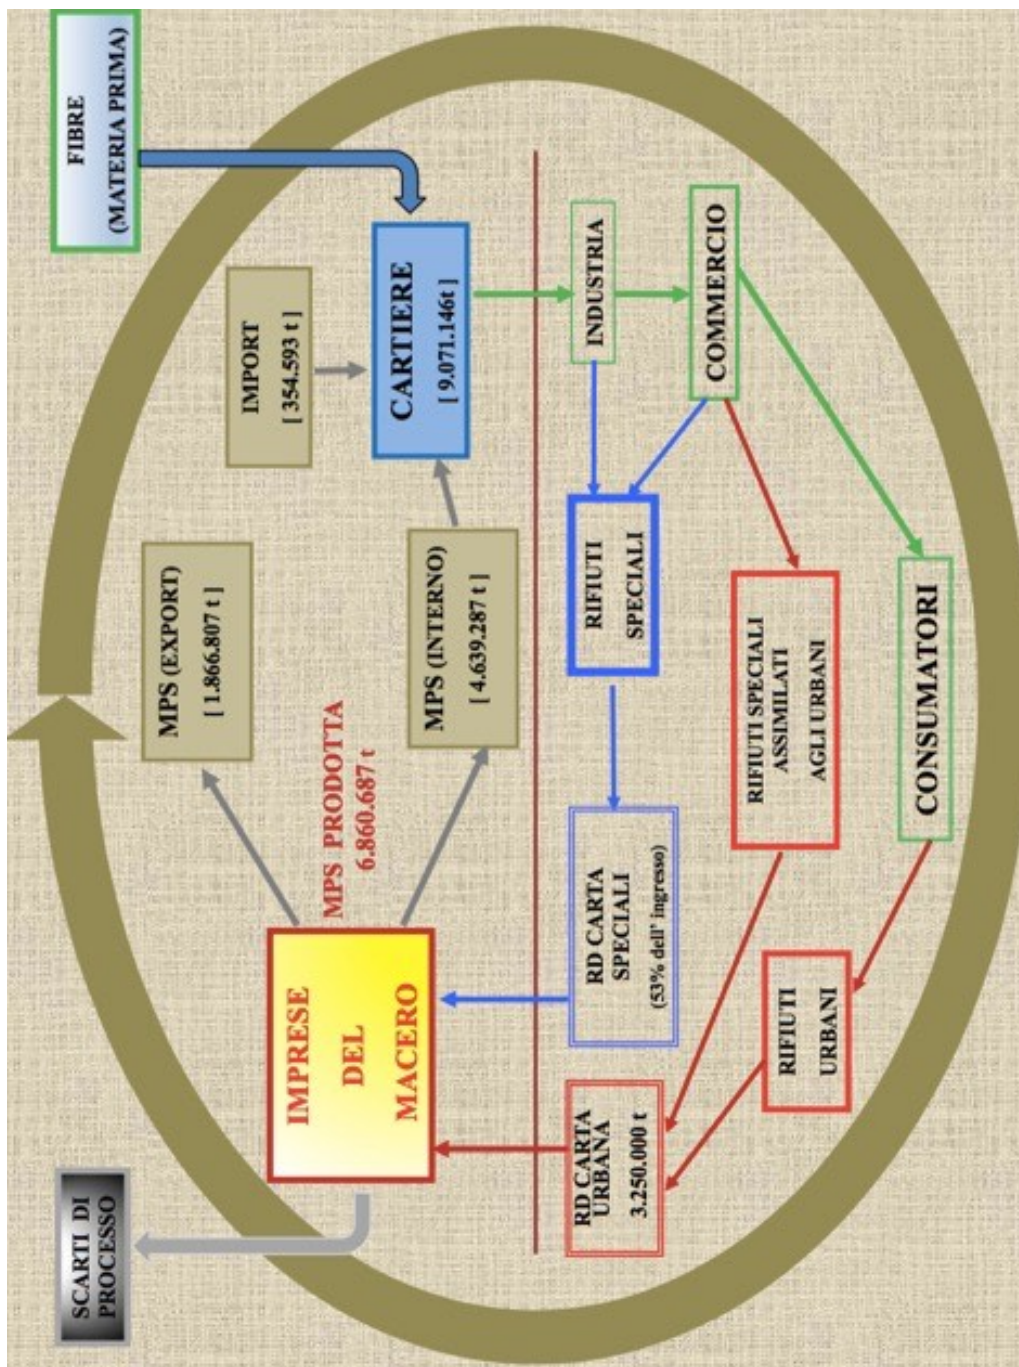 SCARTI DI
PROCESSO
FIBRE
(MATERIA PRIMA)
MPS (EXPORT)
[ 1.866.807 t ]
IMPORT
[ 354.593 t ]
IMPRESE
DEL
MACERO
MPS PRODOTTA
6.860.687 t
MPS (INTERNO)
[ 4.639.287 t ]
CARTIERE
[ 9.071.146t ]
RD CARTA
URBANA
3.250.000 t
RD CARTA
SPECIALI
(53% dell' ingresso)
RIFIUTI
SPECIALI
INDUSTRIA
COMMERCIO
RIFIUTI SPECIALI
ASSIMILATI
AGLI URBANI
RIFIUTI
URBANI
CONSUMATORI